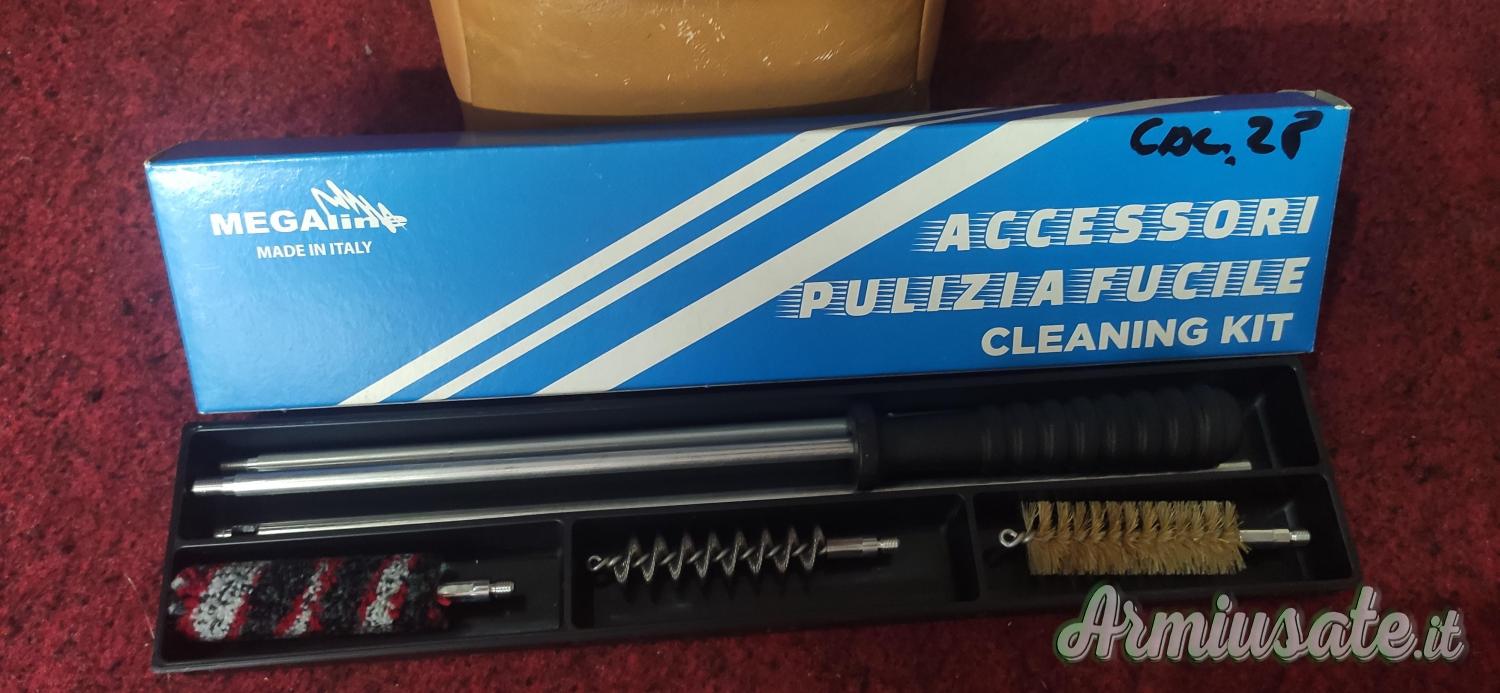 CAL. 28
MEGAline
MADE IN ITALY
ACCESSORI
PULIZIA FUCILE
CLEANING KIT
Armiusate.it